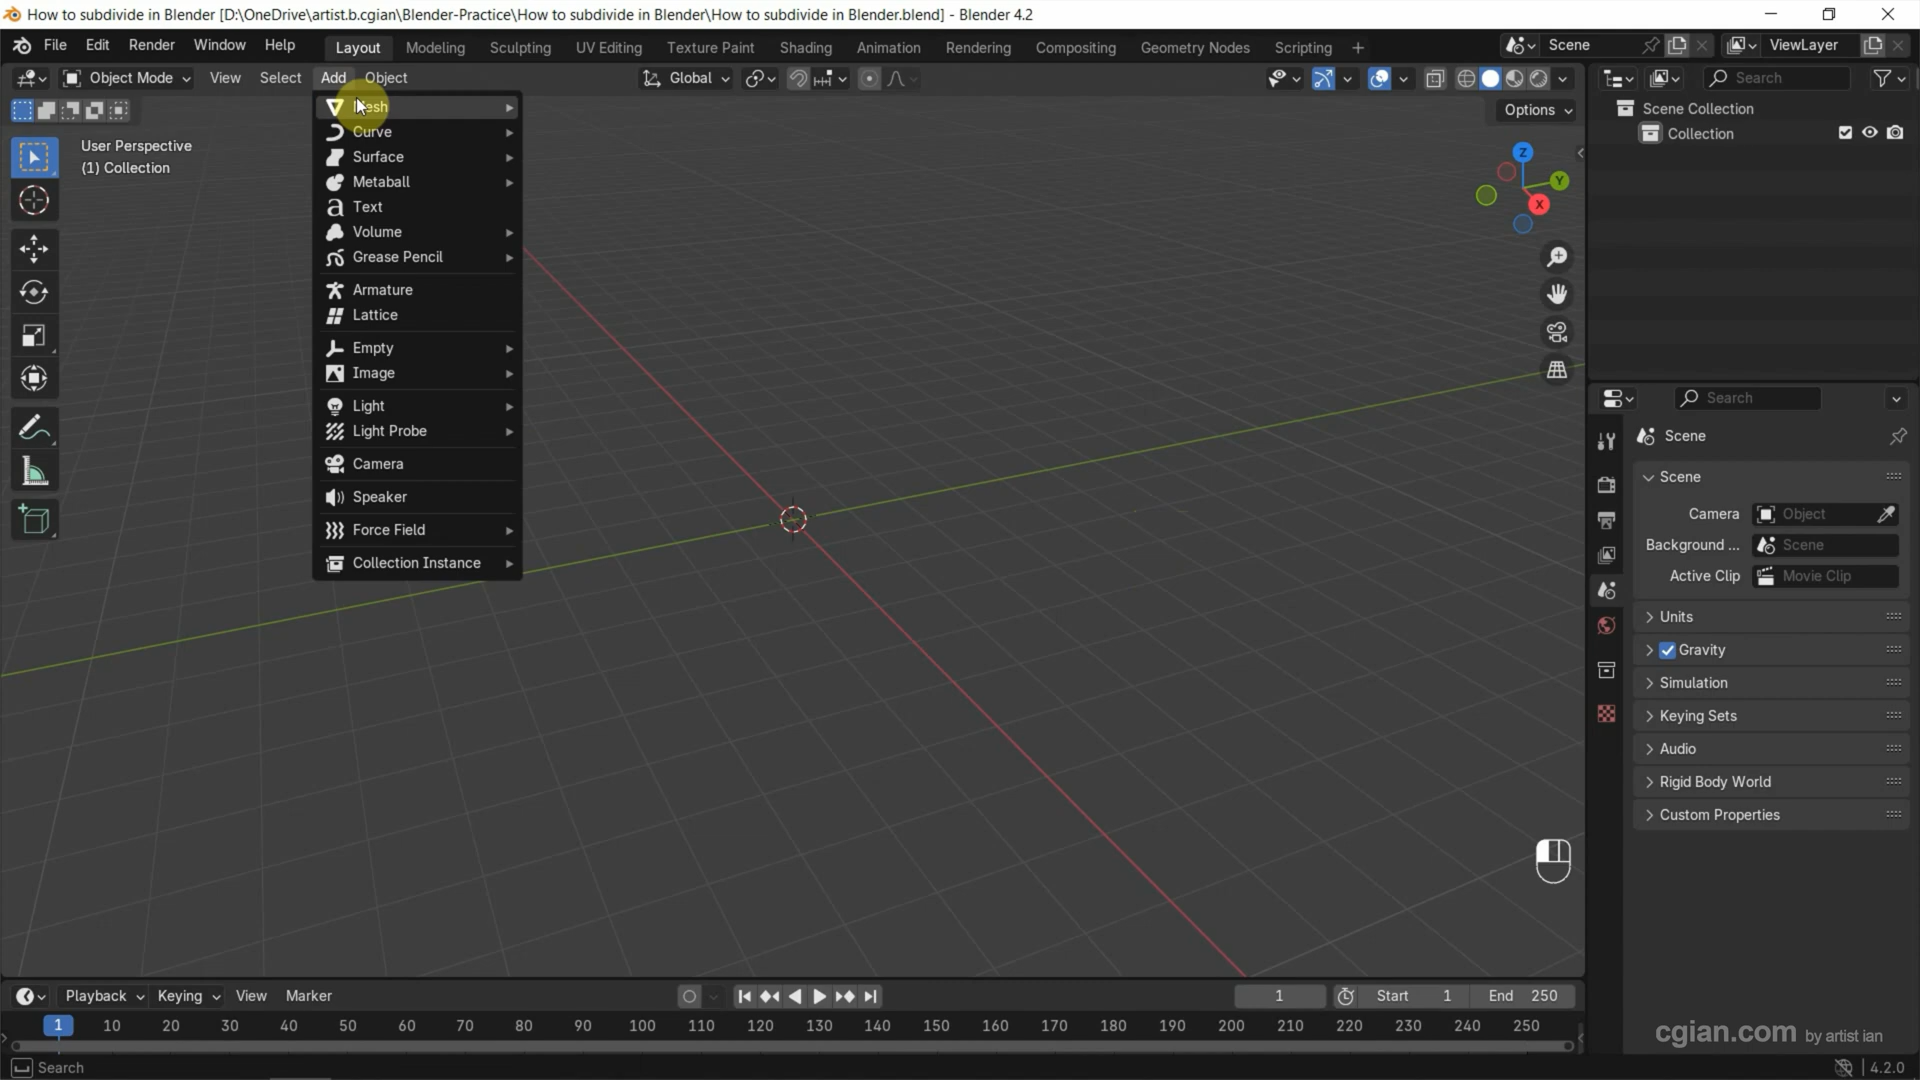 How to subdivide in Blender [D:\OneDrive\artist.b.cgian\Blender-Practice\How to subdivide in Blender\How to subdivide in Blender.blend] - Blender 4.2
File Edit Render Window Help Layout Modeling Sculpting UV Editing Texture Paint Shading Animation Rendering Compositing Geometry Nodes Scripting + Scene ViewLayer
Object Mode View Select Add Object Global Search
Options
User Perspective
(1) Collection
Mesh
Curve
Surface
Metaball
Text
Volume
Grease Pencil
Armature
Lattice
Empty
Image
Light
Light Probe
Camera
Speaker
Force Field
Collection Instance
Z
Y
X
Scene Collection
Collection
Search
Scene
Scene
Camera Object
Background ... Scene
Active Clip Movie Clip
Units
Gravity
Simulation
Keying Sets
Audio
Rigid Body World
Custom Properties
Playback Keying View Marker 1 Start 1 End 250
1 10 20 30 40 50 60 70 80 90 100 110 120 130 140 150 160 170 180 190 200 210 220 230 240 250
cgian.com by artist ian
Search 4.2.0